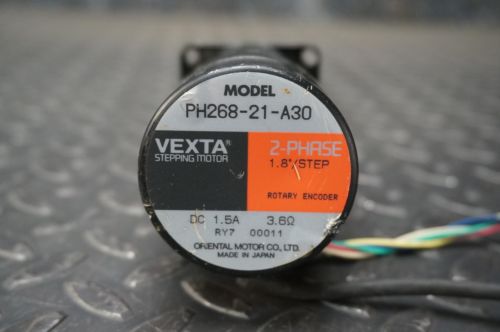 MODEL
PH268-21-A30
VEXTA®
STEPPING MOTOR
2-PHASE
1.8°/STEP
ROTARY ENCODER
DC 1.5A 3.6Ω
RY7 00011
ORIENTAL MOTOR CO., LTD.
MADE IN JAPAN